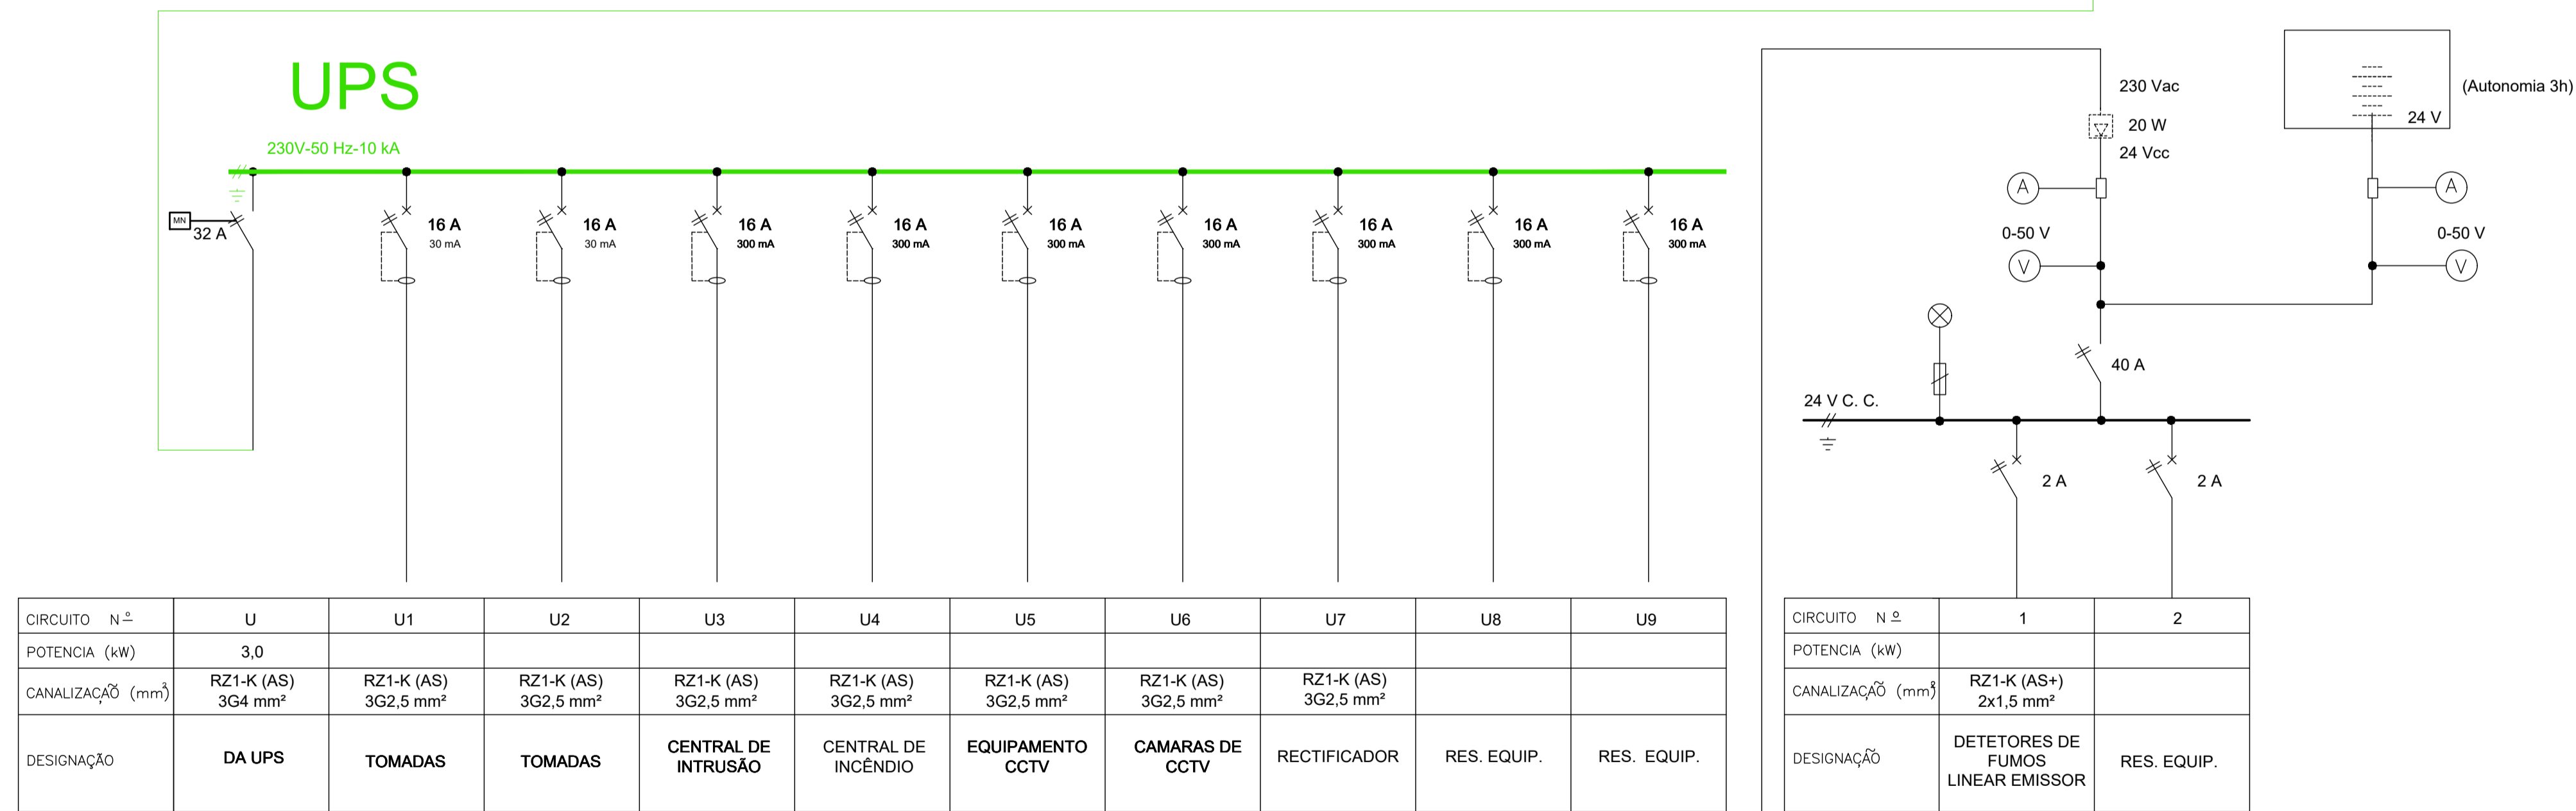 UPS
230V-50 Hz-10 kA
MN
32 A
16 A
30 mA
16 A
30 mA
16 A
300 mA
16 A
300 mA
16 A
300 mA
16 A
300 mA
16 A
300 mA
16 A
300 mA
16 A
300 mA
230 Vac
20 W
24 Vcc
24 V
(Autonomia 3h)
A
A
0-50 V
0-50 V
V
V
40 A
24 V C. C.
2 A
2 A
CIRCUITO Nº U U1 U2 U3 U4 U5 U6 U7 U8 U9
POTENCIA (kW) 3,0
CANALIZAÇÃO (mm²)
RZ1-K (AS) RZ1-K (AS) RZ1-K (AS) RZ1-K (AS) RZ1-K (AS) RZ1-K (AS) RZ1-K (AS) RZ1-K (AS)
3G4 mm² 3G2,5 mm² 3G2,5 mm² 3G2,5 mm² 3G2,5 mm² 3G2,5 mm² 3G2,5 mm² 3G2,5 mm²
DESIGNAÇÃO
DA UPS
TOMADAS
TOMADAS
CENTRAL DE
INTRUSÃO
CENTRAL DE
INCÊNDIO
EQUIPAMENTO
CCTV
CAMARAS DE
CCTV
RECTIFICADOR
RES. EQUIP.
RES. EQUIP.
CIRCUITO Nº 1 2
POTENCIA (kW)
CANALIZAÇÃO (mm²)
RZ1-K (AS+)
2x1,5 mm²
DESIGNAÇÃO
DETETORES DE
FUMOS
LINEAR EMISSOR
RES. EQUIP.